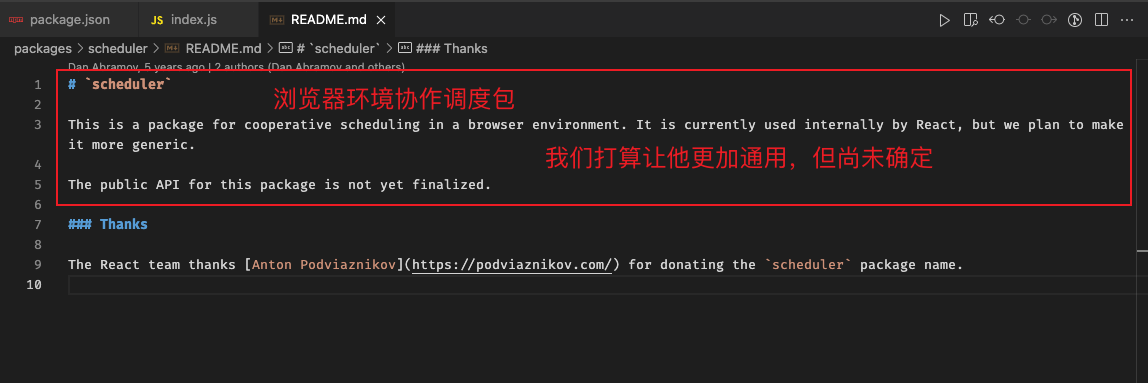 package.json
JS index.js
README.md
packages > scheduler > README.md > # `scheduler` > ### Thanks
Dan Abramov, 5 years ago | 2 authors (Dan Abramov and others)
1 # `scheduler`
浏览器环境协作调度包
2
3 This is a package for cooperative scheduling in a browser environment. It is currently used internally by React, but we plan to make
it more generic.
我们打算让他更加通用，但尚未确定
4
5 The public API for this package is not yet finalized.
6
7 ### Thanks
8
9 The React team thanks [Anton Podviaznikov](https://podviaznikov.com/) for donating the `scheduler` package name.
10